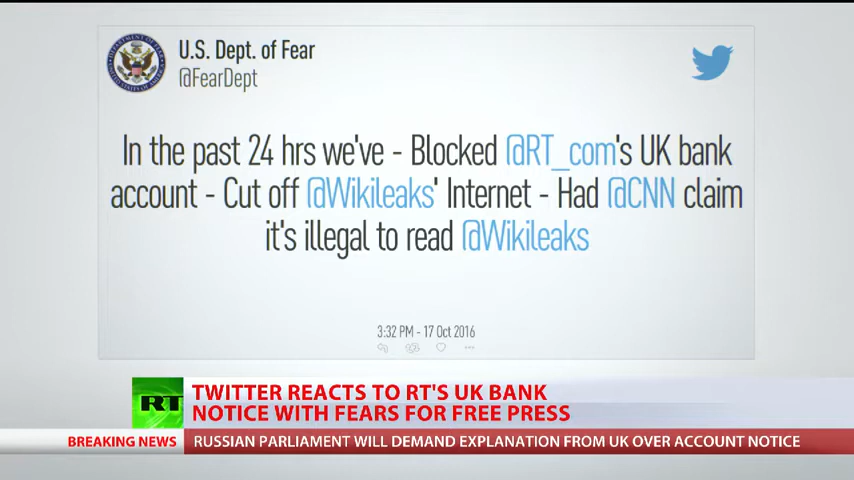 U.S. Dept. of Fear
@FearDept
In the past 24 hrs we've - Blocked @RT_com's UK bank
account - Cut off @Wikileaks' Internet - Had @CNN claim
it's illegal to read @Wikileaks
3:32 PM - 17 Oct 2016
RT
TWITTER REACTS TO RT'S UK BANK
NOTICE WITH FEARS FOR FREE PRESS
BREAKING NEWS
RUSSIAN PARLIAMENT WILL DEMAND EXPLANATION FROM UK OVER ACCOUNT NOTICE